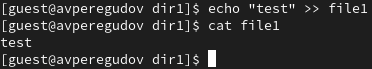 [guest@avperegudov dir1]$ echo "test" >> file1
[guest@avperegudov dir1]$ cat file1
test
[guest@avperegudov dir1]$